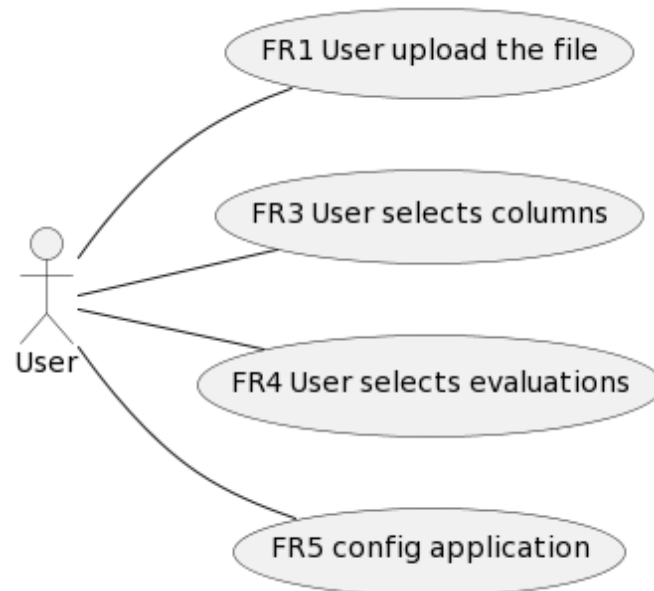 FR1 User upload the file
FR3 User selects columns
User
FR4 User selects evaluations
FR5 config application